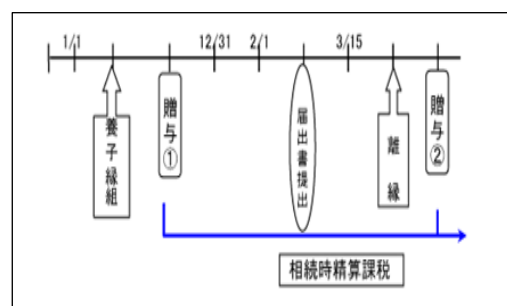 1/1
12/31
2/1
3/15
養子縁組
贈与①
届出書提出
離縁
贈与②
相続時精算課税